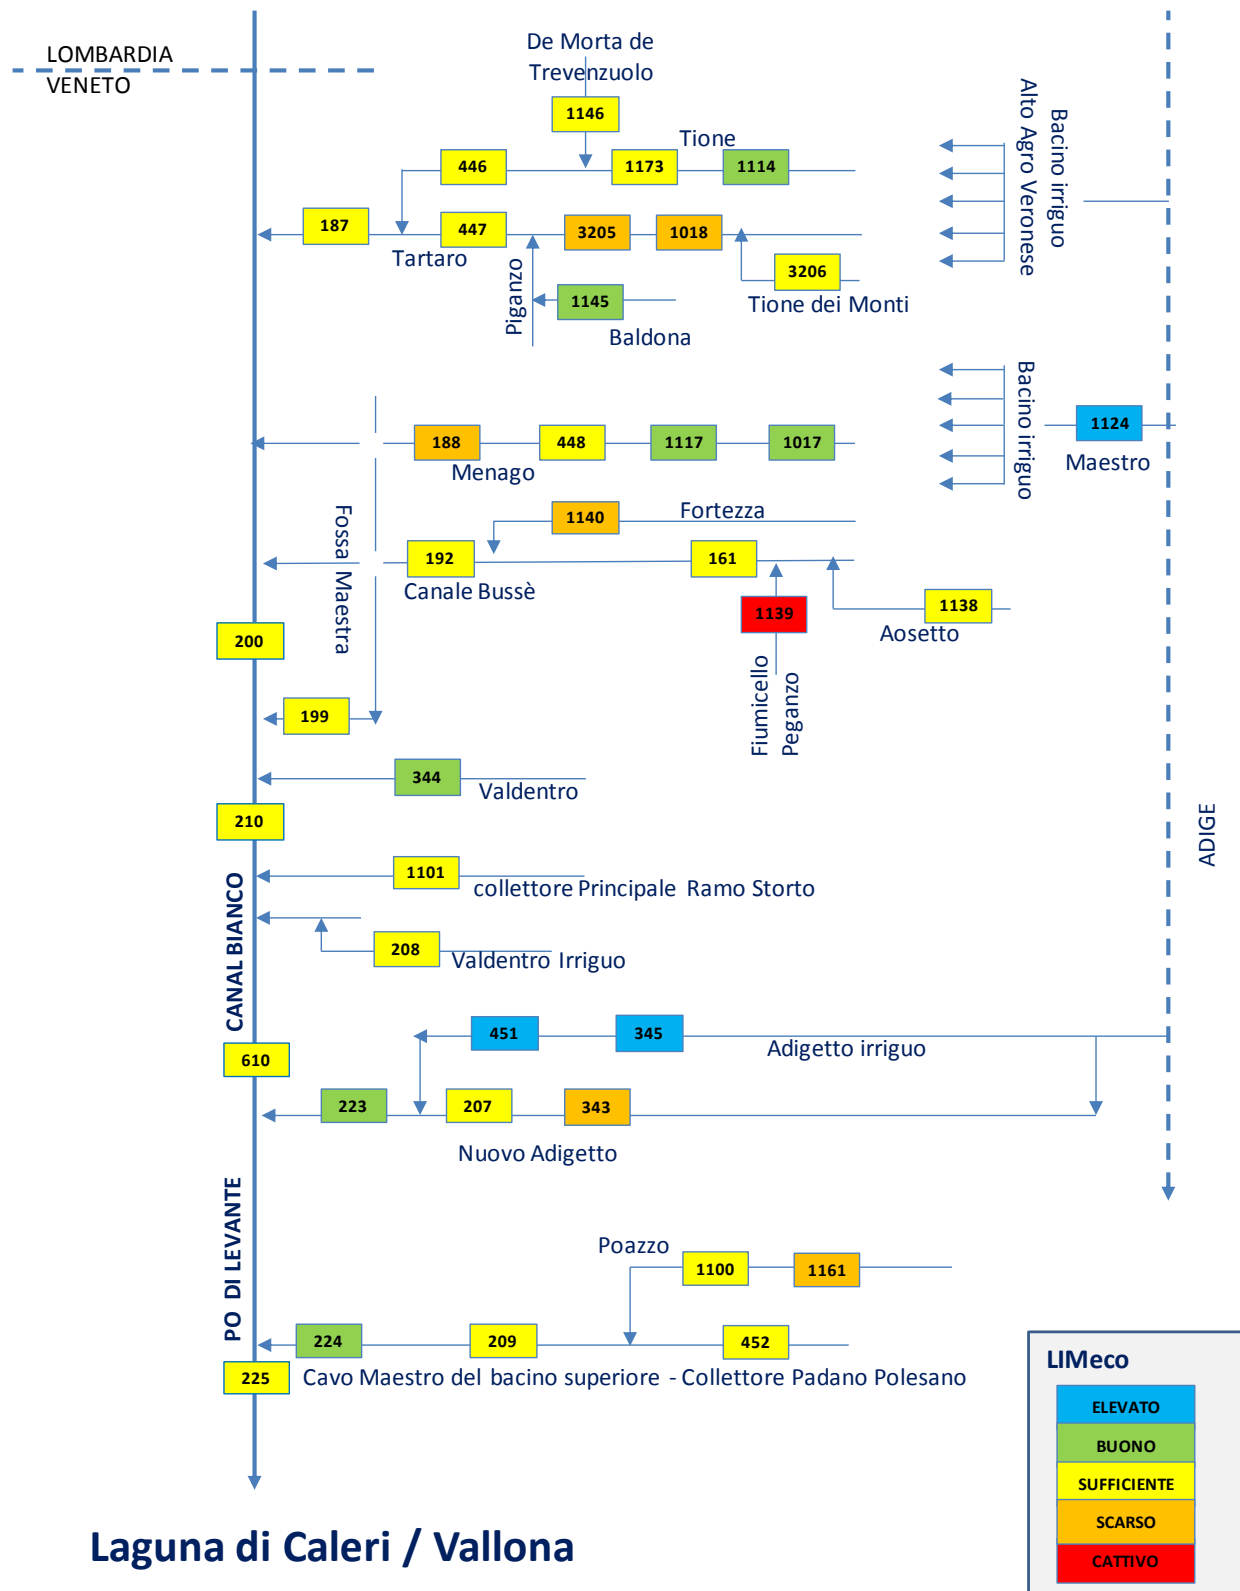 LOMBARDIA
VENETO
De Morta de
Trevenzuolo
1146
Tione
446
1173
1114
187
447
3205
1018
Tartaro
3206
Tione dei Monti
Piganzo
1145
Baldona
Bacino irriguo
Alto Agro Veronese
188
448
1117
1017
Menago
Bacino irriguo
1124
Maestro
Fossa Maestra
1140
Fortezza
192
161
Canale Bussè
1139
1138
Aosetto
Fiumicello
Peganzo
200
199
344
Valdentro
210
ADIGE
1101
collettore Principale Ramo Storto
CANAL BIANCO
208
Valdentro Irriguo
451
345
Adigetto irriguo
610
223
207
343
Nuovo Adigetto
PO DI LEVANTE
Poazzo
1100
1161
224
209
452
225
Cavo Maestro del bacino superiore - Collettore Padano Polesano
LIMeco
ELEVATO
BUONO
SUFFICIENTE
SCARSO
CATTIVO
Laguna di Caleri / Vallona